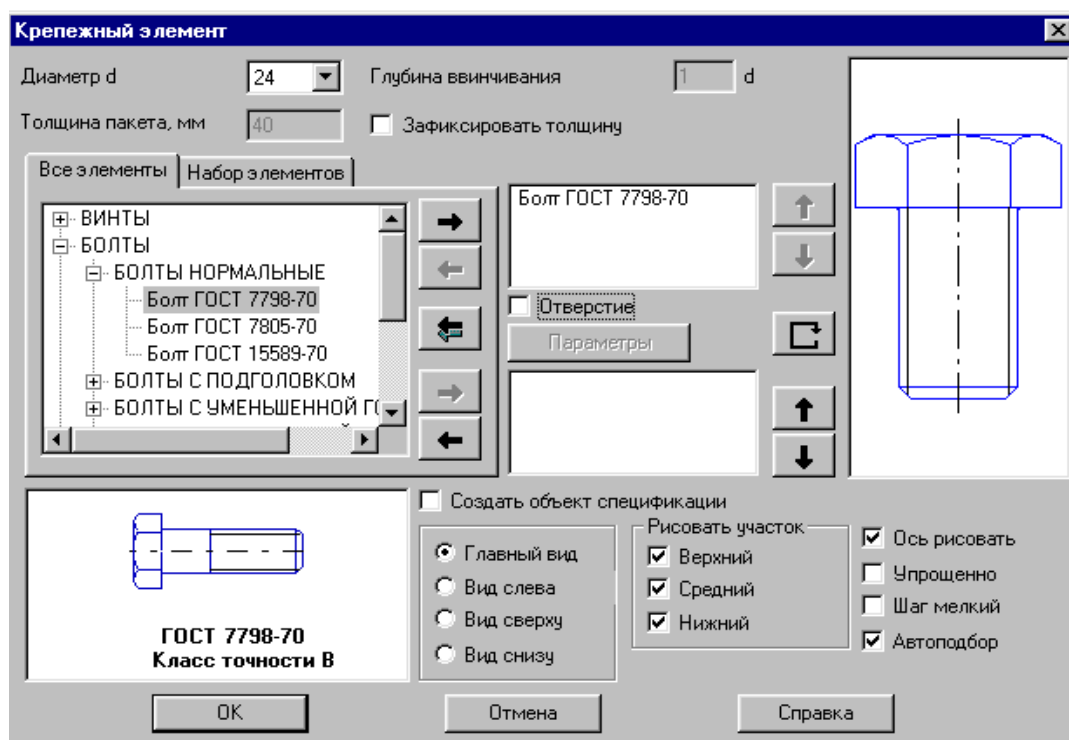 Крепежный элемент
Диаметр d 24 Глубина ввинчивания 1 d
Толщина пакета, мм 40 Зафиксировать толщину
Все элементы Набор элементов
ВИНТЫ
БОЛТЫ
БОЛТЫ НОРМАЛЬНЫЕ
Болт ГОСТ 7798-70
Болт ГОСТ 7805-70
Болт ГОСТ 15589-70
БОЛТЫ С ПОДГОЛОВКОМ
БОЛТЫ С УМЕНЬШЕННОЙ ГО
Болт ГОСТ 7798-70
Отверстие
Параметры
ГОСТ 7798-70
Класс точности В
Создать объект спецификации
Главный вид
Вид слева
Вид сверху
Вид снизу
Рисовать участок
Верхний
Средний
Нижний
Ось рисовать
Упрощенно
Шаг мелкий
Автоподбор
OK Отмена Справка